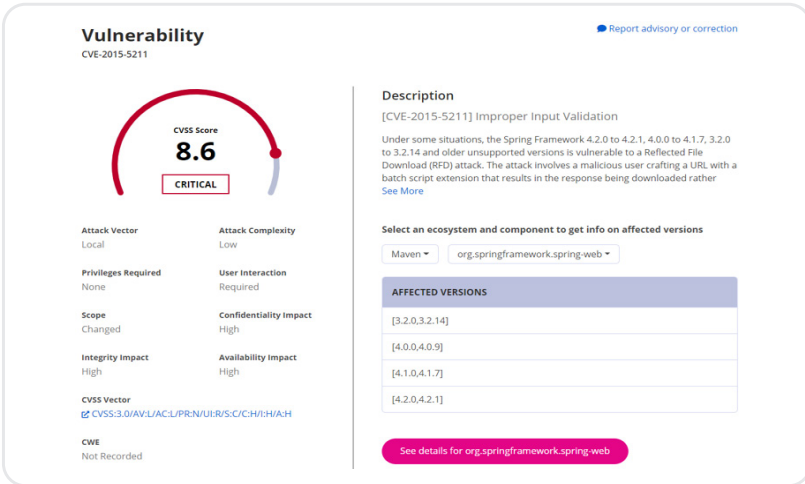 Vulnerability
CVE-2015-5211
Report advisory or correction
CVSS Score
8.6
CRITICAL
Attack Vector
Local
Attack Complexity
Low
Privileges Required
None
User Interaction
Required
Scope
Changed
Confidentiality Impact
High
Integrity Impact
High
Availability Impact
High
CVSS Vector
CVSS:3.0/AV:L/AC:L/PR:N/UI:R/S:C/C:H/I:H/A:H
CWE
Not Recorded
Description
[CVE-2015-5211] Improper Input Validation
Under some situations, the Spring Framework 4.2.0 to 4.2.1, 4.0.0 to 4.1.7, 3.2.0
to 3.2.14 and older unsupported versions is vulnerable to a Reflected File
Download (RFD) attack. The attack involves a malicious user crafting a URL with a
batch script extension that results in the response being downloaded rather
See More
Select an ecosystem and component to get info on affected versions
Maven
org.springframework.spring-web
AFFECTED VERSIONS
[3.2.0,3.2.14]
[4.0.0,4.0.9]
[4.1.0,4.1.7]
[4.2.0,4.2.1]
See details for org.springframework.spring-web